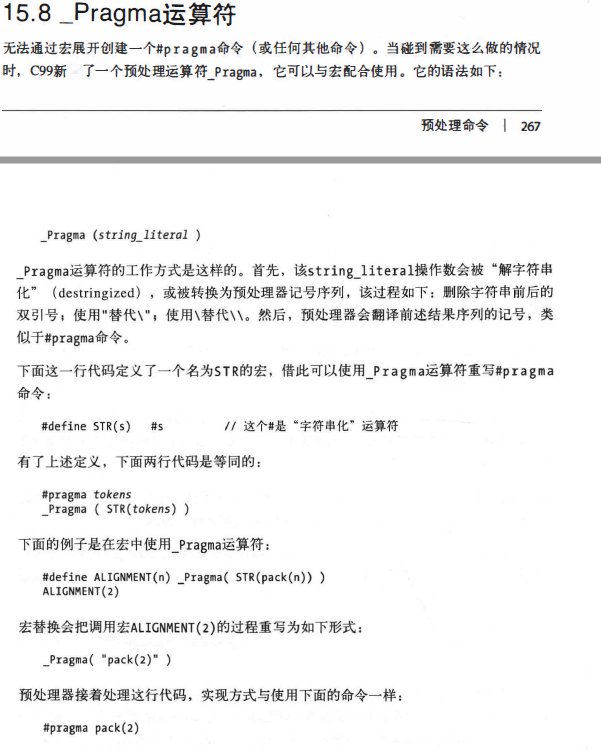 15.8 _Pragma运算符
无法通过宏展开创建一个#pragma命令（或任何其他命令）。当碰到需要这么做的情况
时，C99新 了一个预处理运算符_Pragma，它可以与宏配合使用。它的语法如下：
预处理命令 | 267
_Pragma (string_literal )
_Pragma运算符的工作方式是这样的。首先，该string_literal操作数会被“解字符串
化”（destringized），或被转换为预处理器记号序列，该过程如下：删除字符串前后的
双引号；使用"替代\"；使用\替代\\。然后，预处理器会翻译前述结果序列的记号，类
似于#pragma命令。
下面这一行代码定义了一个名为STR的宏，借此可以使用_Pragma运算符重写#pragma
命令：
#define STR(s) #s // 这个#是“字符串化”运算符
有了上述定义，下面两行代码是等同的：
#pragma tokens
_Pragma ( STR(tokens) )
下面的例子是在宏中使用_Pragma运算符：
#define ALIGNMENT(n) _Pragma( STR(pack(n)) )
ALIGNMENT(2)
宏替换会把调用宏ALIGNMENT(2)的过程重写为如下形式：
_Pragma( "pack(2)" )
预处理器接着处理这行代码，实现方式与使用下面的命令一样：
#pragma pack(2)